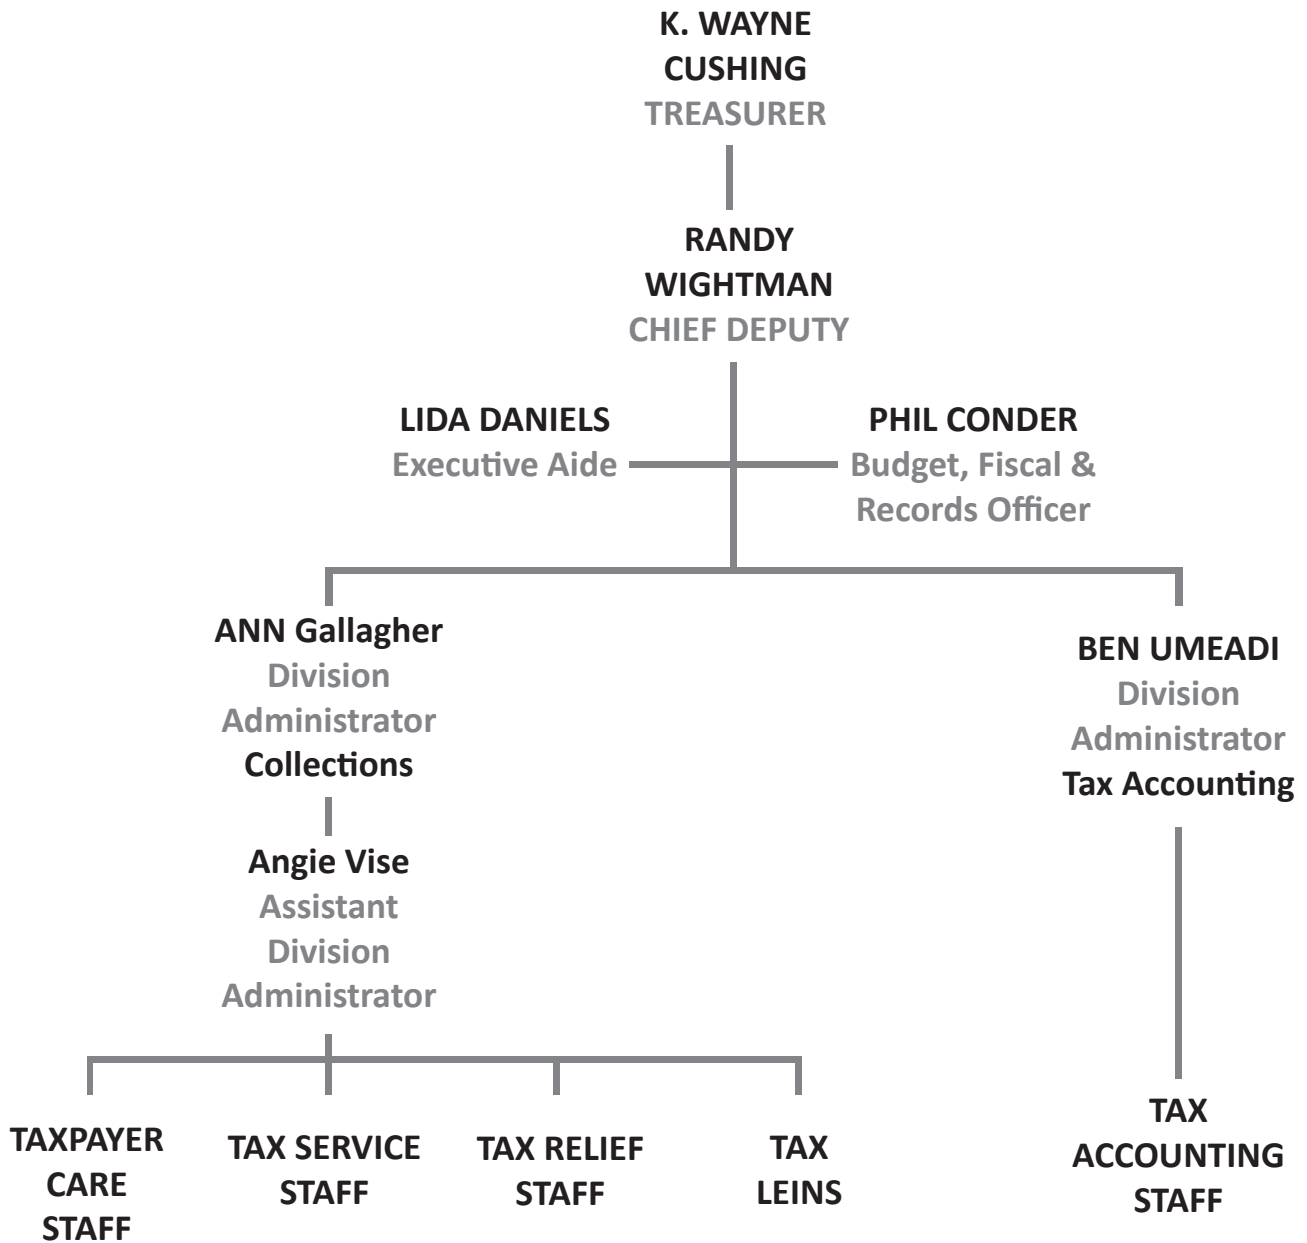 K. WAYNE
CUSHING
TREASURER
RANDY
WIGHTMAN
CHIEF DEPUTY
LIDA DANIELS
Executive Aide
PHIL CONDER
Budget, Fiscal &
Records Officer
ANN Gallagher
Division
Administrator
Collections
BEN UMEADI
Division
Administrator
Tax Accounting
Angie Vise
Assistant
Division
Administrator
TAXPAYER
CARE
STAFF
TAX SERVICE
STAFF
TAX RELIEF
STAFF
TAX
LEINS
TAX
ACCOUNTING
STAFF